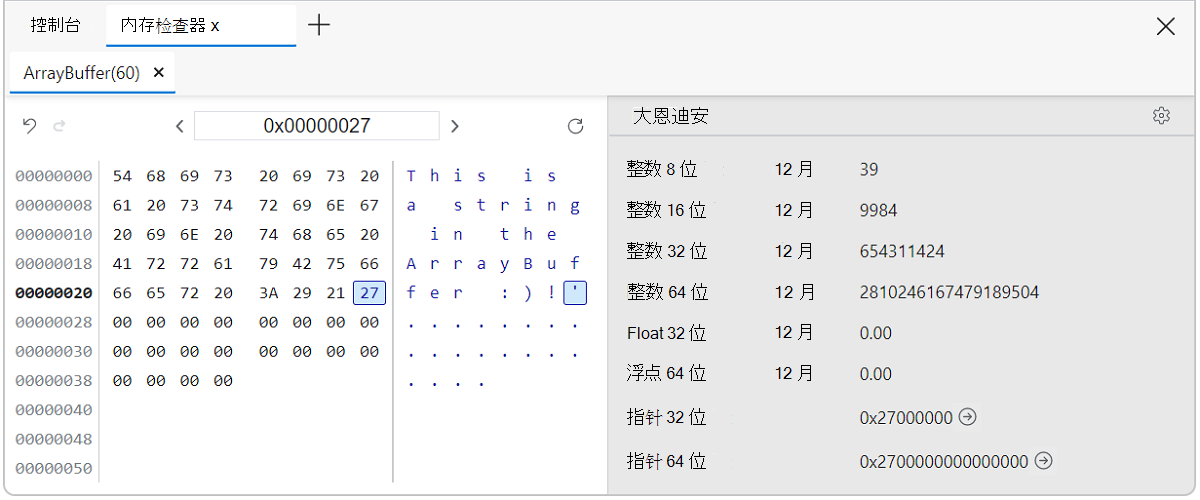 控制台 内存检查器 x
ArrayBuffer(60)
0x00000027
00000000 54 68 69 73 20 69 73 20 This is
00000008 61 20 73 74 72 69 6E 67 a string
00000010 20 69 6E 20 74 68 65 20 in the
00000018 41 72 72 61 79 42 75 66 ArrayBuf
00000020 66 65 72 20 3A 29 21 27 fer :)!'
00000028 00 00 00 00 00 00 00 00 ........
00000030 00 00 00 00 00 00 00 00 ........
00000038 00 00 00 00 ....
00000040
00000048
00000050
大恩迪安
整数 8 位 12 月 39
整数 16 位 12 月 9984
整数 32 位 12 月 654311424
整数 64 位 12 月 2810246167479189504
Float 32 位 12 月 0.00
浮点 64 位 12 月 0.00
指针 32 位 0x27000000
指针 64 位 0x2700000000000000